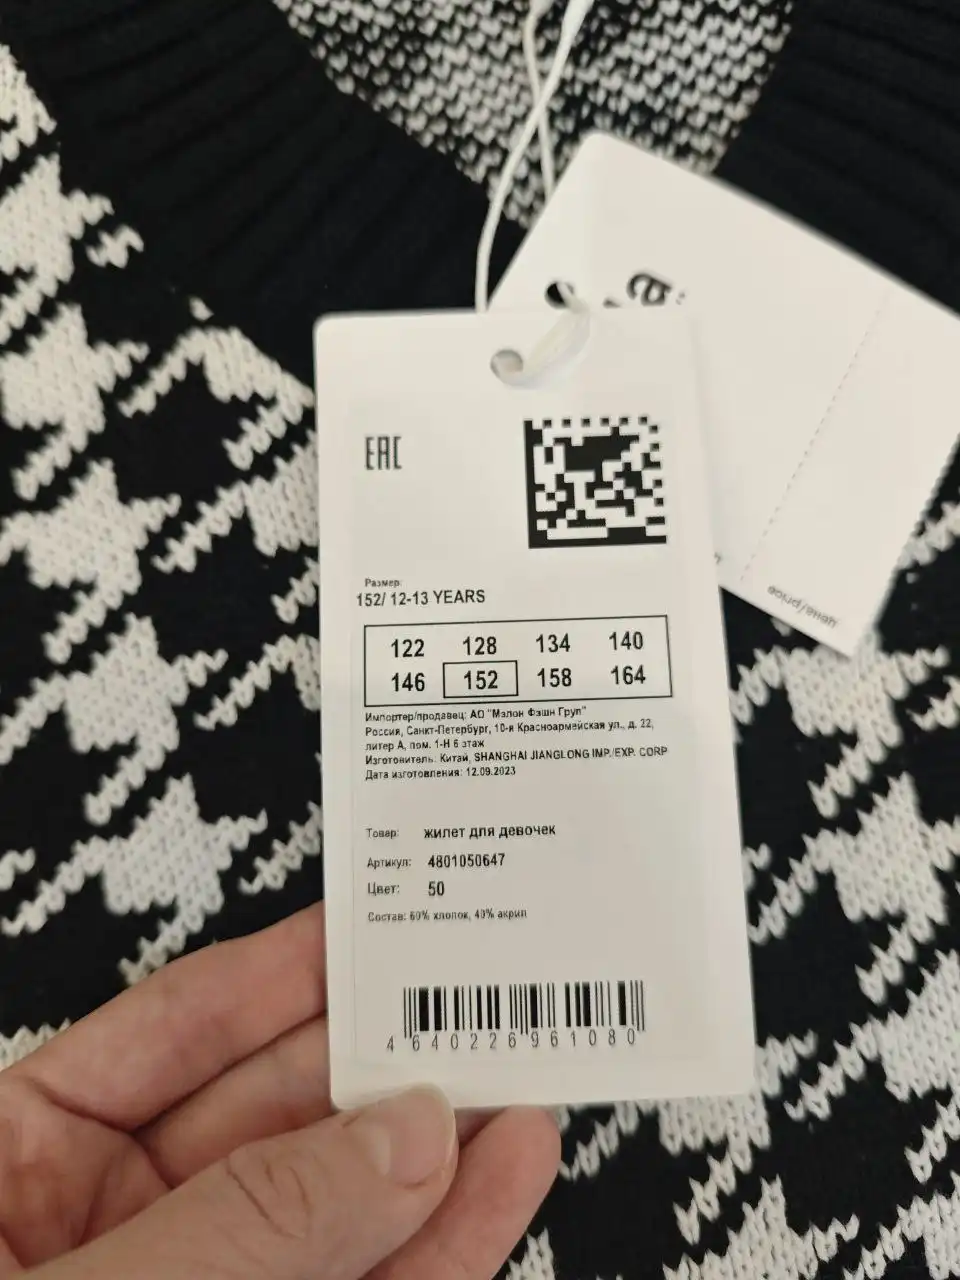 EAC
Размер:
152/ 12-13 YEARS
122 128 134 140
146 152 158 164
Импортер/продавец: АО "Мэлон Фэшн Груп"
Россия, Санкт-Петербург, 10-я Красноармейская ул., д. 22,
литер А, пом. 1-Н 6 этаж
Изготовитель: Китай, SHANGHAI JIANGLONG IMP./EXP. CORP
Дата изготовления: 12.09.2023
Товар: жилет для девочек
Артикул: 4801050647
Цвет: 50
Состав: 60% хлопок, 40% акрил
4640226961080
цена/price